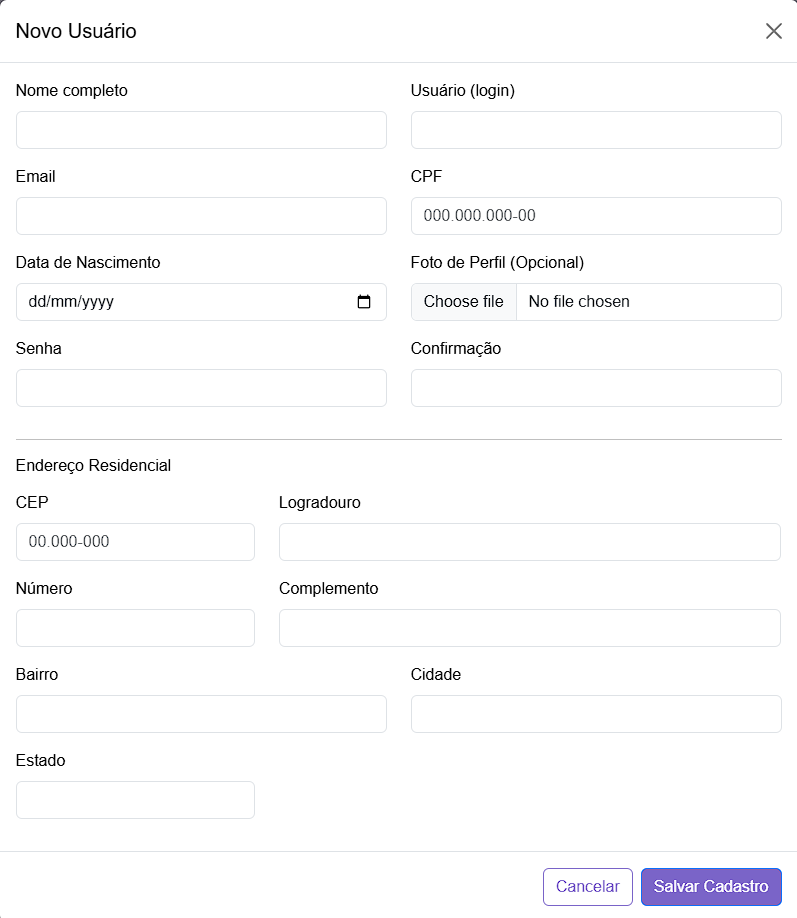 Novo Usuário
Nome completo
Usuário (login)
Email
CPF
000.000.000-00
Data de Nascimento
Foto de Perfil (Opcional)
dd/mm/yyyy
Choose file No file chosen
Senha
Confirmação
Endereço Residencial
CEP
Logradouro
00.000-000
Número
Complemento
Bairro
Cidade
Estado
Cancelar
Salvar Cadastro